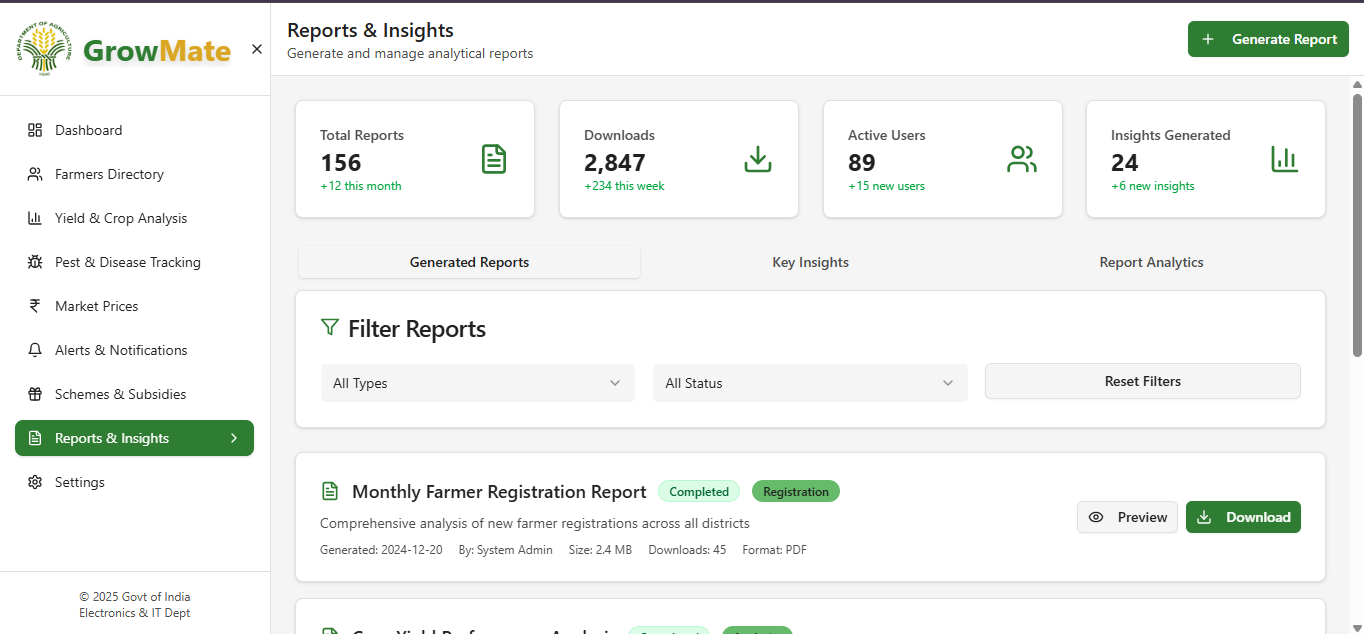 DEPARTMENT OF AGRICULTURE
GrowMate
Dashboard
Farmers Directory
Yield & Crop Analysis
Pest & Disease Tracking
Market Prices
Alerts & Notifications
Schemes & Subsidies
Reports & Insights
Settings
© 2025 Govt of India
Electronics & IT Dept
Reports & Insights
Generate and manage analytical reports
Generate Report
Total Reports
156
+12 this month
Downloads
2,847
+234 this week
Active Users
89
+15 new users
Insights Generated
24
+6 new insights
Generated Reports
Key Insights
Report Analytics
Filter Reports
All Types
All Status
Reset Filters
Monthly Farmer Registration Report
Completed
Registration
Comprehensive analysis of new farmer registrations across all districts
Generated: 2024-12-20 By: System Admin Size: 2.4 MB Downloads: 45 Format: PDF
Preview
Download